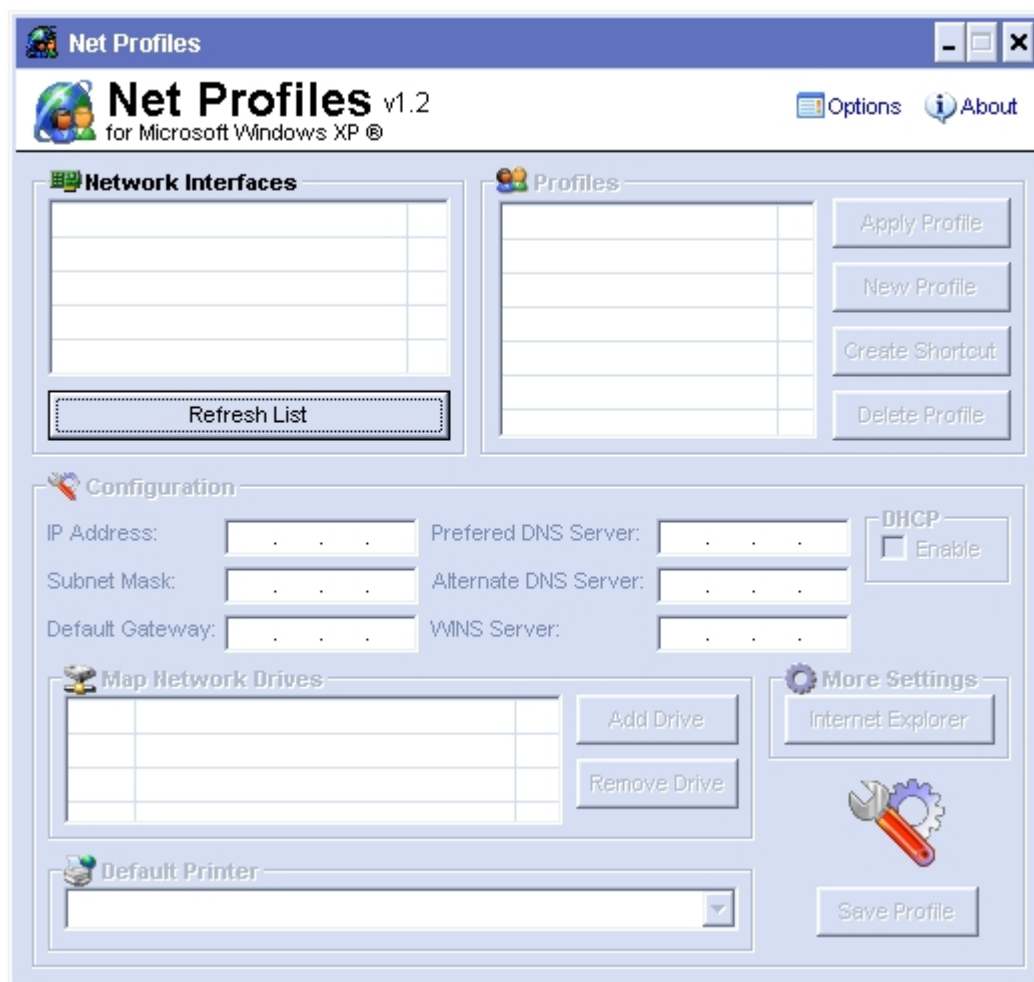 Net Profiles
Net Profiles v1.2
for Microsoft Windows XP ®
Options
About
Network Interfaces
Refresh List
Profiles
Apply Profile
New Profile
Create Shortcut
Delete Profile
Configuration
IP Address:
Subnet Mask:
Default Gateway:
Prefered DNS Server:
Alternate DNS Server:
WINS Server:
DHCP
Enable
Map Network Drives
Add Drive
Remove Drive
More Settings
Internet Explorer
Default Printer
Save Profile